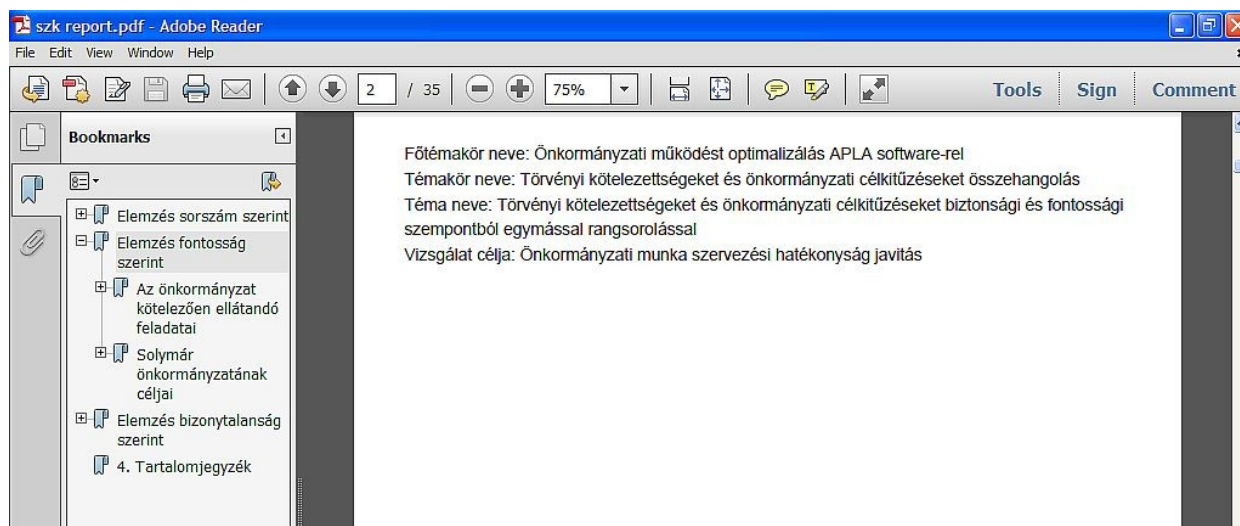 szk report.pdf - Adobe Reader
File Edit View Window Help
2 / 35 75% Tools Sign Comment
Bookmarks
Elemzés sorszám szerint
Elemzés fontosság
szerint
Az önkormányzat
kötelezően ellátandó
feladatai
Solymár
önkormányzatának
céljai
Elemzés bizonytalanság
szerint
4. Tartalomjegyzék
Főtémakör neve: Önkormányzati működést optimalizálás APLA software-rel
Témakör neve: Törvényi kötelezettségeket és önkormányzati célkitűzéseket összehangolás
Téma neve: Törvényi kötelezettségeket és önkormányzati célkitűzéseket biztonsági és fontossági
szempontból egymással rangsorolással
Vizsgálat célja: Önkormányzati munka szervezési hatékonyság javitás